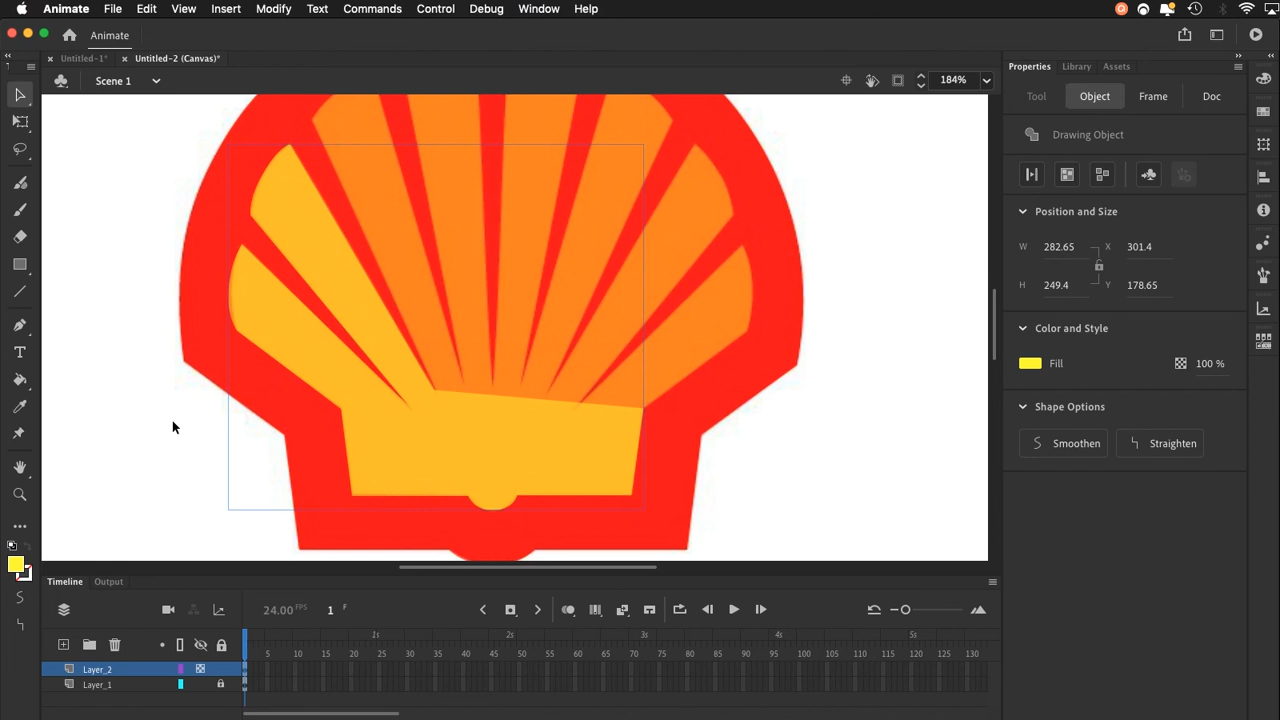 Animate File Edit View Insert Modify Text Commands Control Debug Window Help
Animate
Untitled-1* Untitled-2 (Canvas)*
Scene 1 184%
Properties Library Assets
Tool Object Frame Doc
Drawing Object
Position and Size
W 282.65 X 301.4
H 249.4 Y 178.65
Color and Style
Fill 100 %
Shape Options
Smoothen Straighten
Timeline Output
24.00 FPS 1 F
1s 2s 3s 4s 5s
5 10 15 20 25 30 35 40 45 50 55 60 65 70 75 80 85 90 95 100 105 110 115 120 125 130
Layer_2
Layer_1